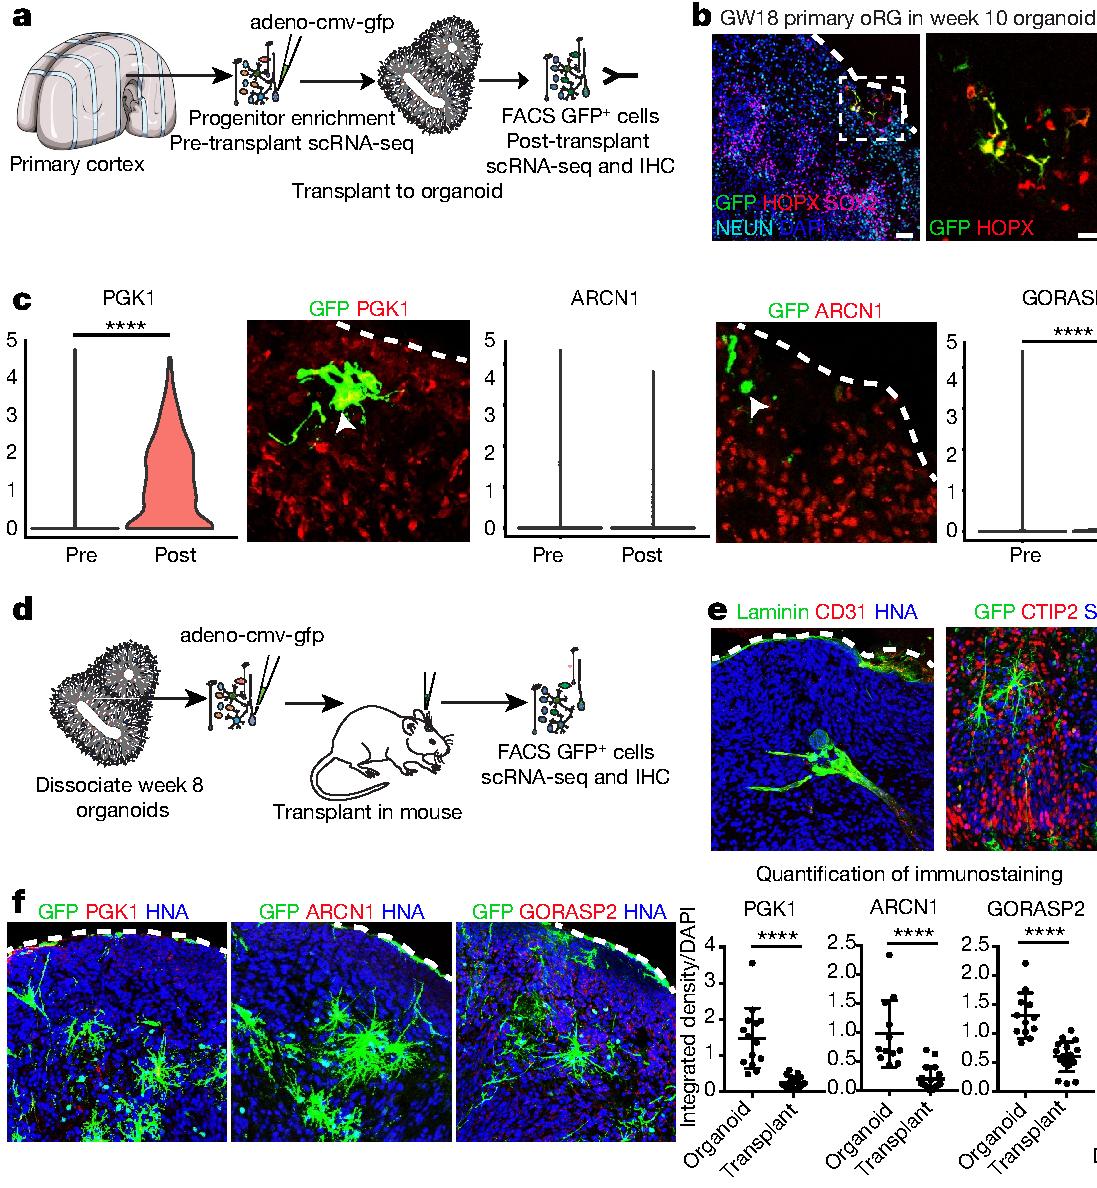 a
adeno-cmv-gfp
Primary cortex
Progenitor enrichment
Pre-transplant scRNA-seq
FACS GFP⁺ cells
Post-transplant
scRNA-seq and IHC
Transplant to organoid
b GW18 primary oRG in week 10 organoid
GFP HOPX SOX2
NEUN DAPI
GFP HOPX
c
PGK1
****
5
4
3
2
1
0
Pre Post
GFP PGK1
ARCN1
5
4
3
2
1
0
Pre Post
GFP ARCN1
GORASP
****
5
4
3
2
1
0
Pre
d
adeno-cmv-gfp
Dissociate week 8
organoids
Transplant in mouse
FACS GFP⁺ cells
scRNA-seq and IHC
e
Laminin CD31 HNA
GFP CTIP2 S
f
GFP PGK1 HNA
GFP ARCN1 HNA
GFP GORASP2 HNA
Quantification of immunostaining
Integrated density/DAPI
PGK1
****
4
3
2
1
0
Organoid
Transplant
ARCN1
****
2.5
2.0
1.5
1.0
0.5
0.0
Organoid
Transplant
GORASP2
****
2.5
2.0
1.5
1.0
0.5
0.0
Organoid
Transplant